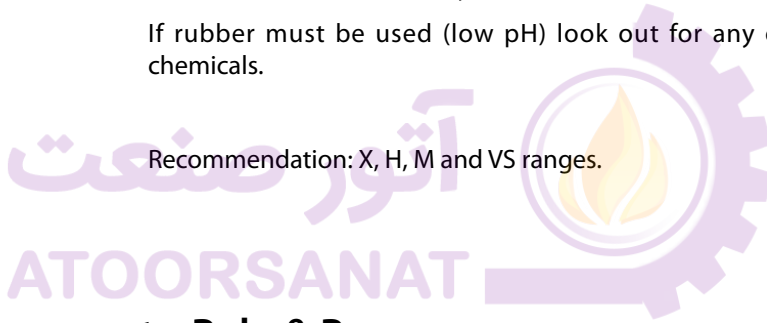 If rubber must be used (low pH) look out for any
chemicals.
آتور صنعت
Recommendation: X, H, M and VS ranges.
ATOORSANAT